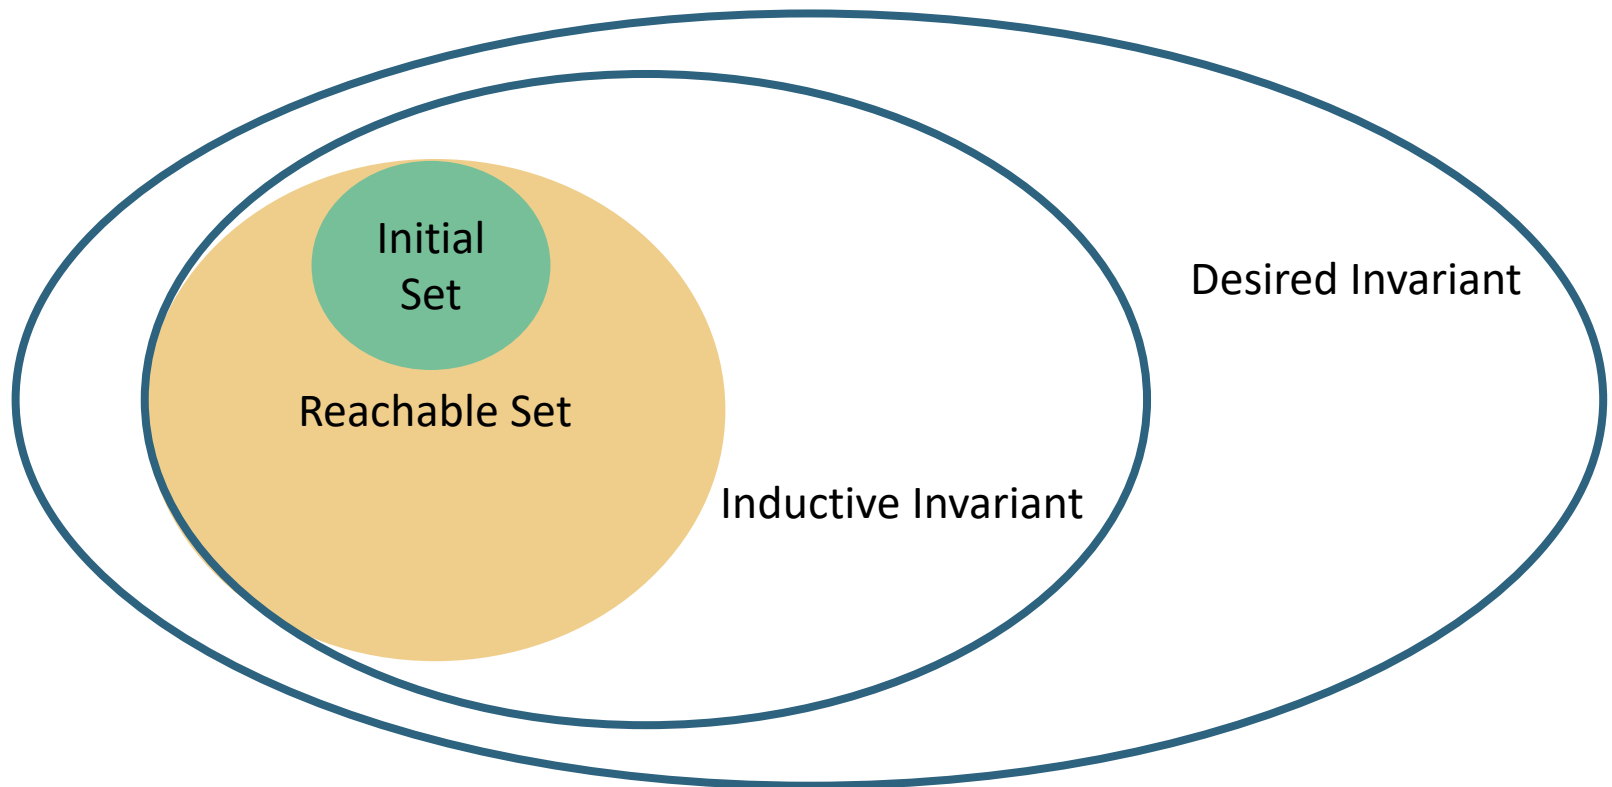 Initial
Set
Desired Invariant
Reachable Set
Inductive Invariant